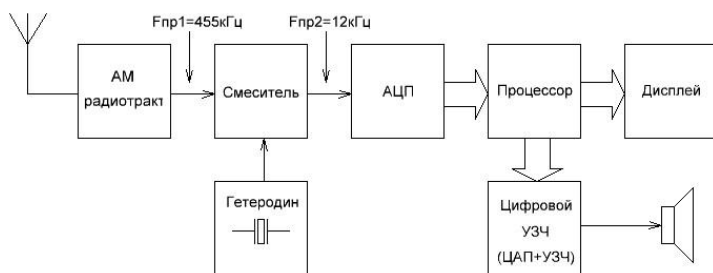 Fпр1=455кГц
Fпр2=12кГц
АМ
радиотракт
Смеситель
АЦП
Процессор
Дисплей
Гетеродин
Цифровой
УЗЧ
(ЦАП+УЗЧ)